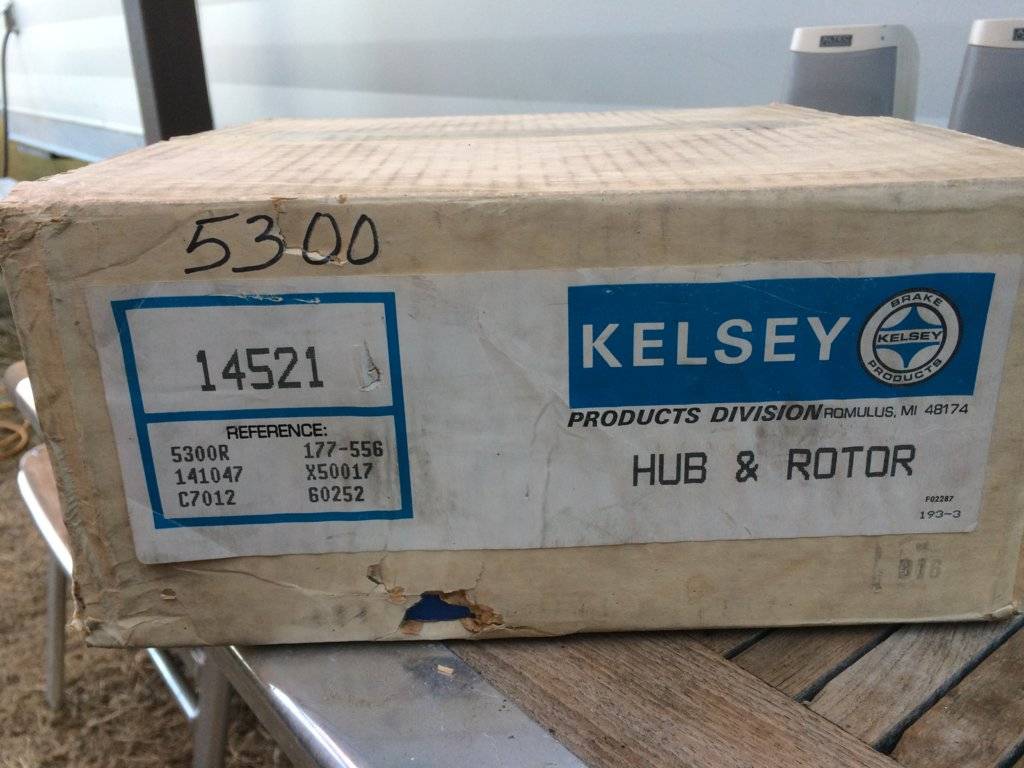 5300
14521
REFERENCE:
5300R 177-556
141047 X50017
C7012 60252
KELSEY
BRAKE
KELSEY
PRODUCTS
PRODUCTS DIVISION ROMULUS, MI 48174
HUB & ROTOR
F02287
193-3